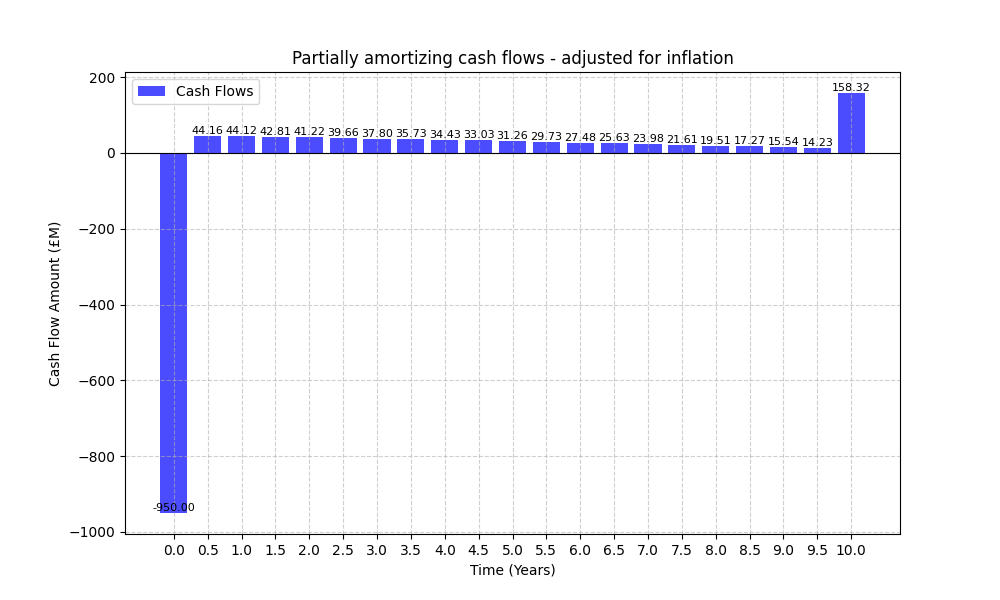 Partially amortizing cash flows - adjusted for inflation
Cash Flows
Cash Flow Amount (£M)
200
0
−200
−400
−600
−800
−1000
-950.00
44.16 44.12 42.81 41.22 39.66 37.80 35.73 34.43 33.03 31.26 29.73 27.48 25.63 23.98 21.61 19.51 17.27 15.54 14.23 158.32
0.0 0.5 1.0 1.5 2.0 2.5 3.0 3.5 4.0 4.5 5.0 5.5 6.0 6.5 7.0 7.5 8.0 8.5 9.0 9.5 10.0
Time (Years)